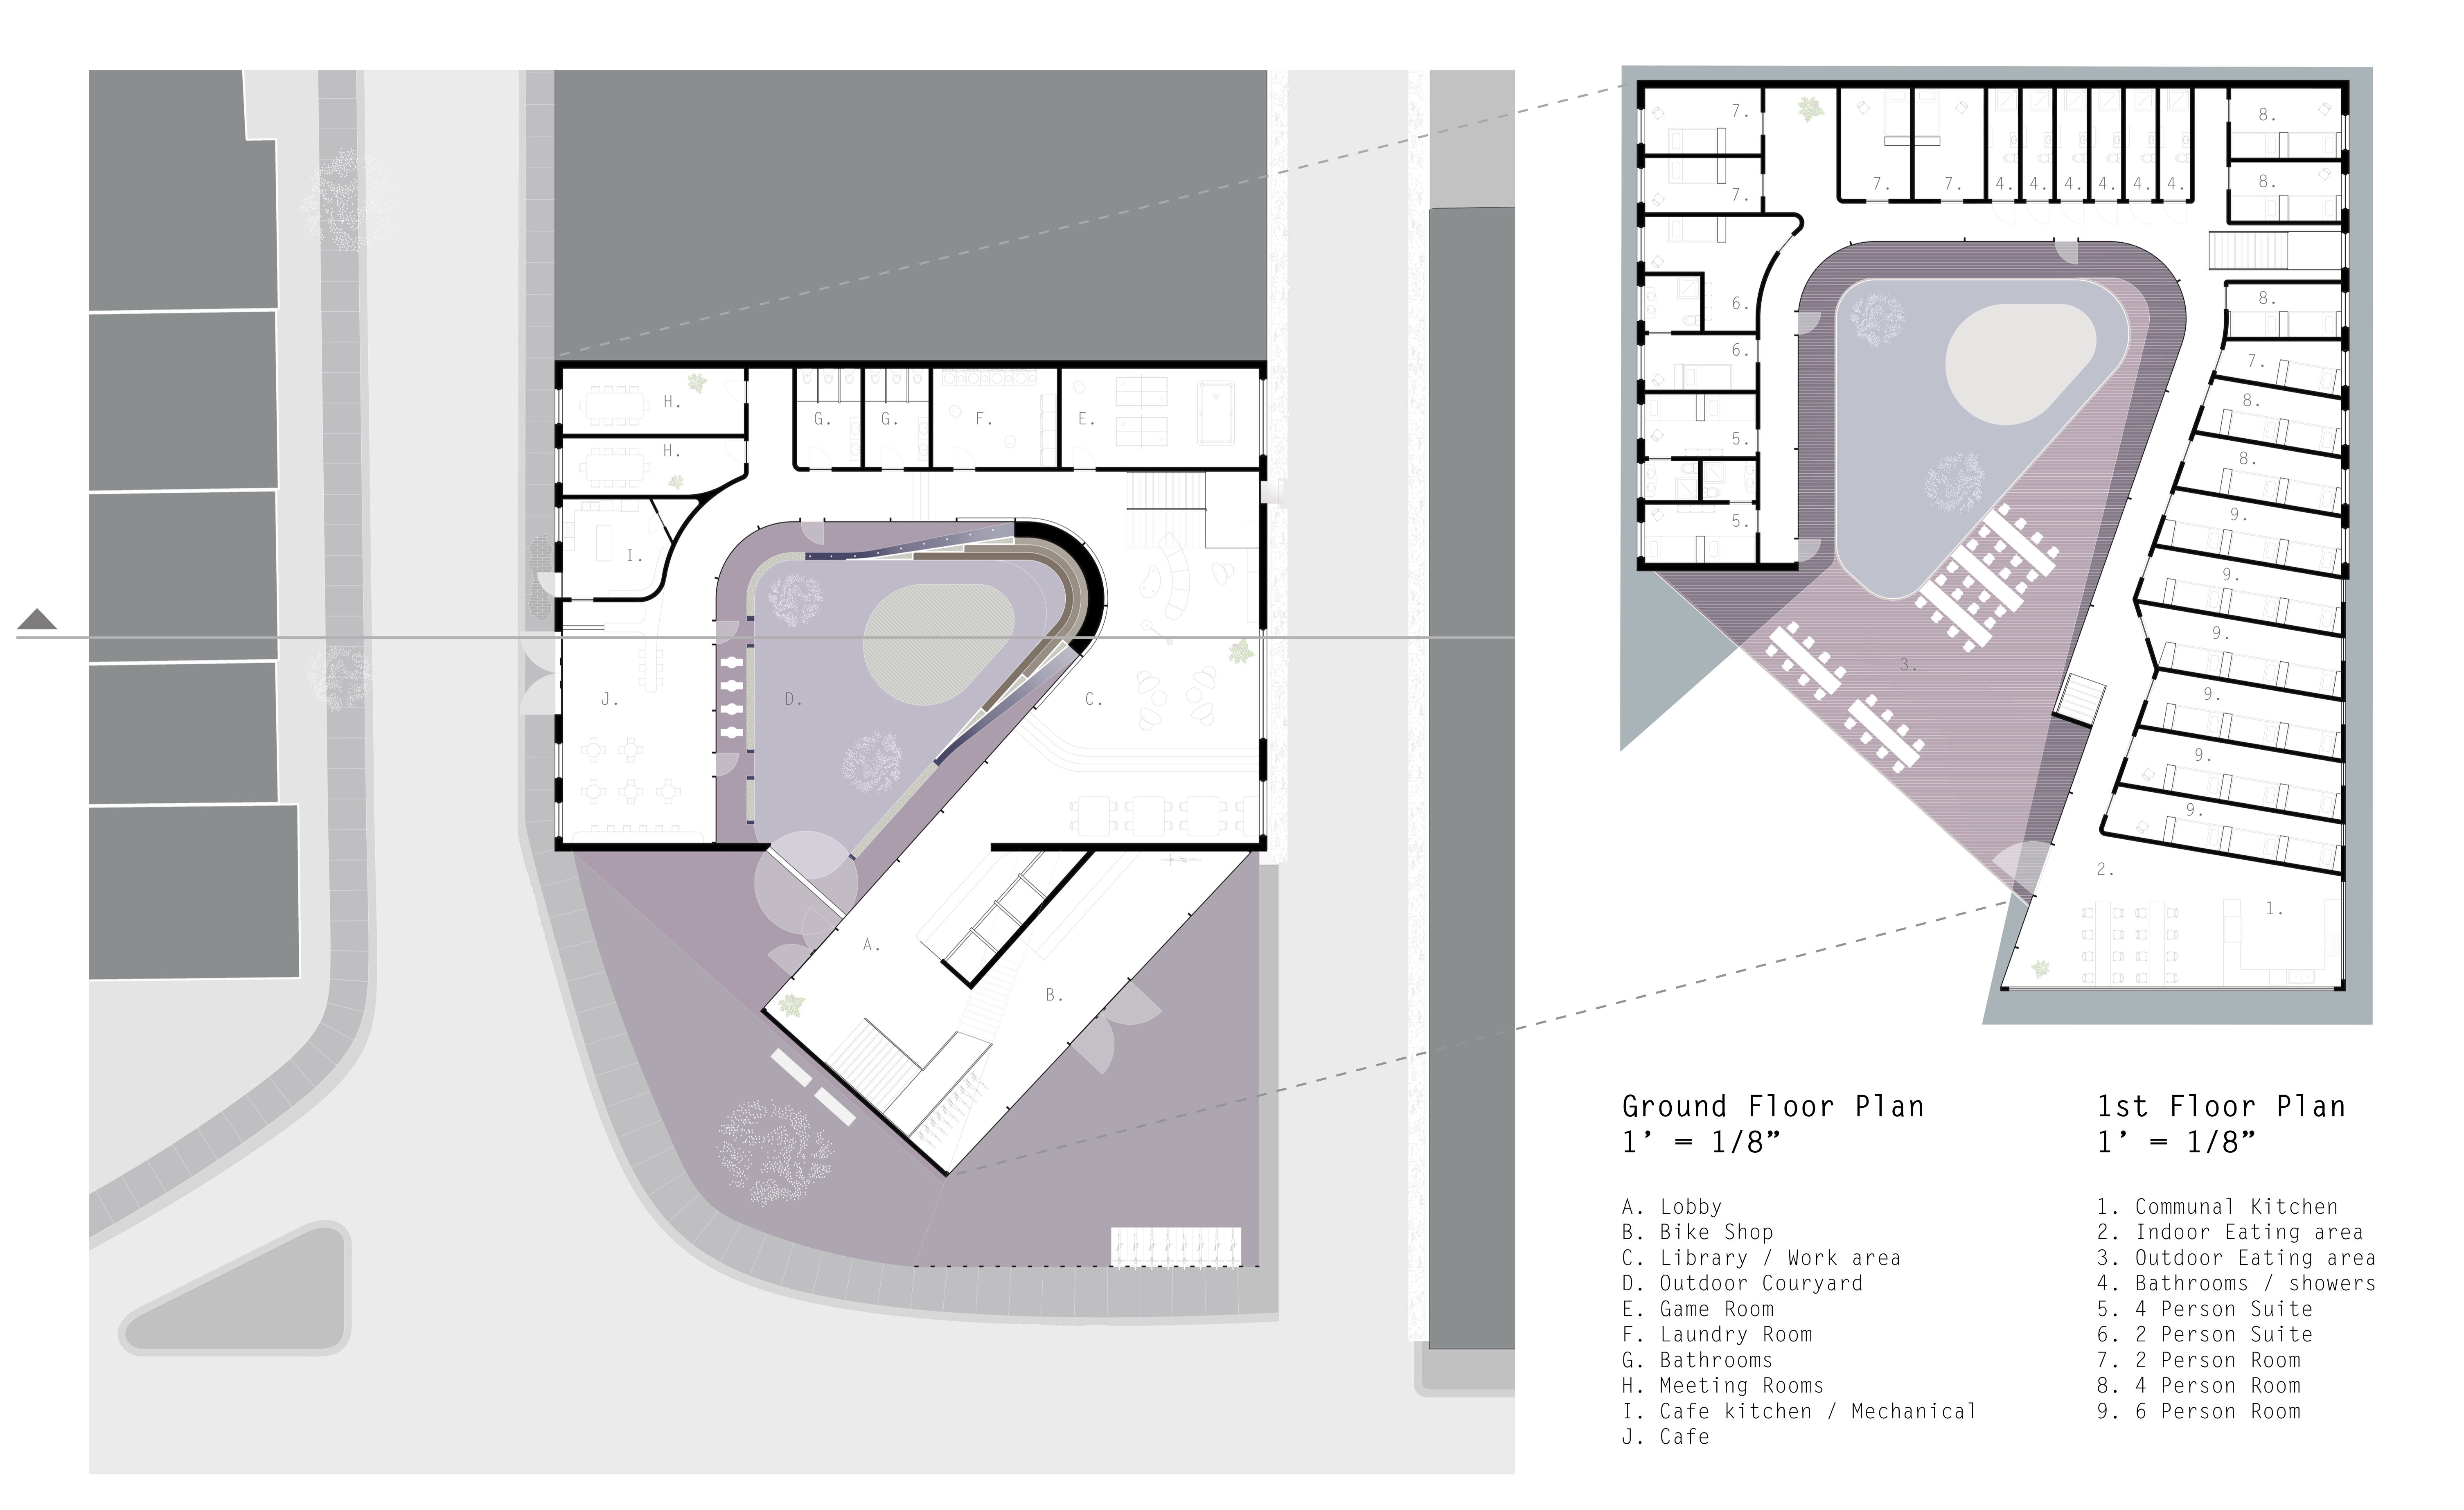 H.
H.
G.
G.
F.
E.
I.
J.
D.
C.
A.
B.
7.
7.
7.
7.
4.
4.
4.
4.
4.
4.
8.
8.
6.
8.
6.
7.
8.
5.
8.
9.
5.
9.
9.
3.
9.
9.
9.
2.
1.
Ground Floor Plan
1’ = 1/8”
A. Lobby
B. Bike Shop
C. Library / Work area
D. Outdoor Couryard
E. Game Room
F. Laundry Room
G. Bathrooms
H. Meeting Rooms
I. Cafe kitchen / Mechanical
J. Cafe
1st Floor Plan
1’ = 1/8”
1. Communal Kitchen
2. Indoor Eating area
3. Outdoor Eating area
4. Bathrooms / showers
5. 4 Person Suite
6. 2 Person Suite
7. 2 Person Room
8. 4 Person Room
9. 6 Person Room